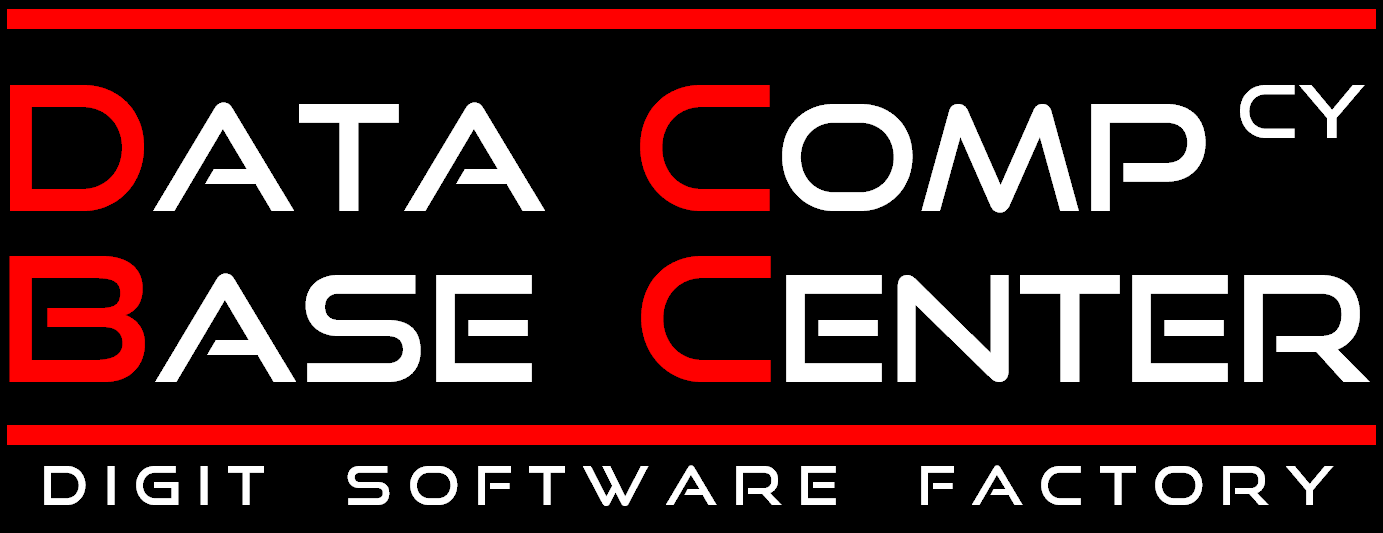 DATA COMP CY
BASE CENTER
DIGIT SOFTWARE FACTORY